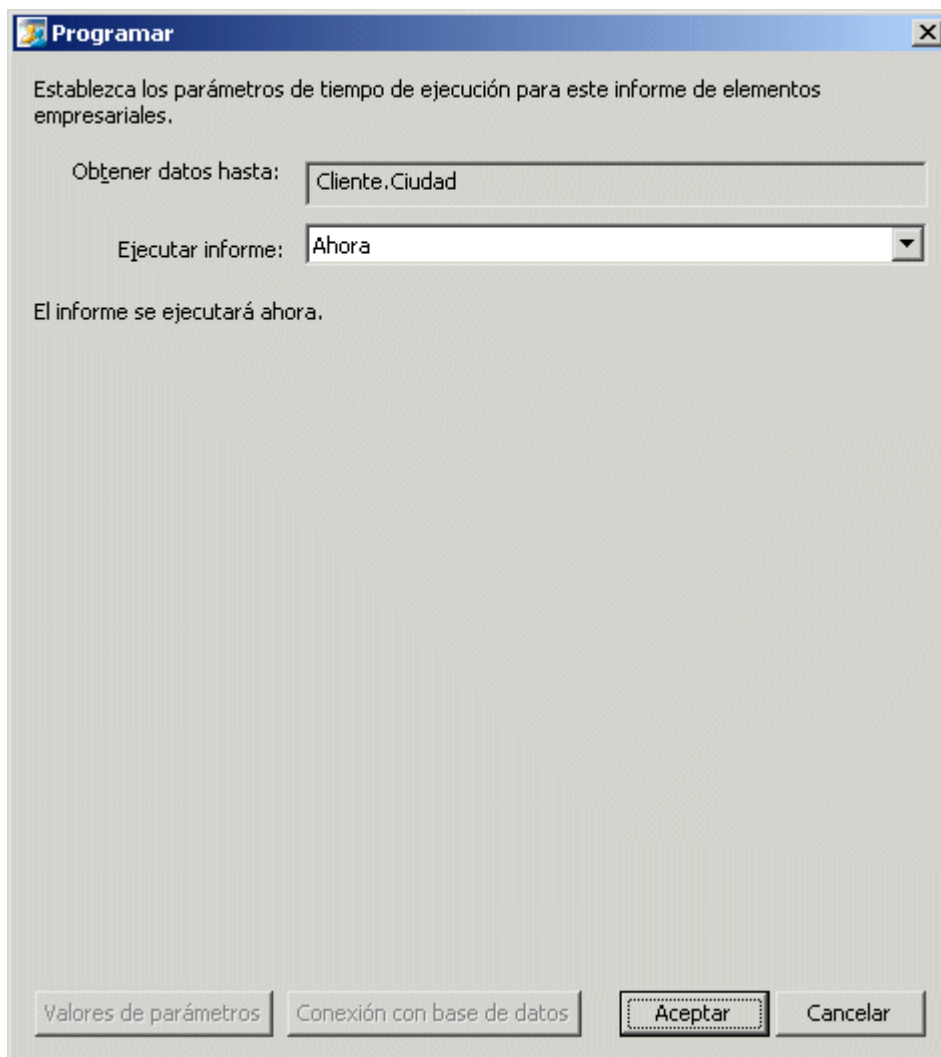 Programar
Establezca los parámetros de tiempo de ejecución para este informe de elementos
empresariales.
Obtener datos hasta: Cliente.Ciudad
Ejecutar informe: Ahora
El informe se ejecutará ahora.
Valores de parámetros Conexión con base de datos Aceptar Cancelar